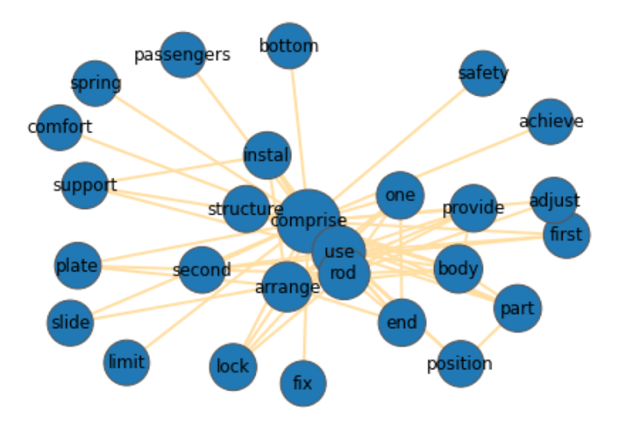 bottom
passengers
safety
spring
achieve
comfort
instal
support
one
adjust
structure
provide
comprise
first
use
plate
second
body
rod
arrange
part
slide
end
limit
position
lock
fix